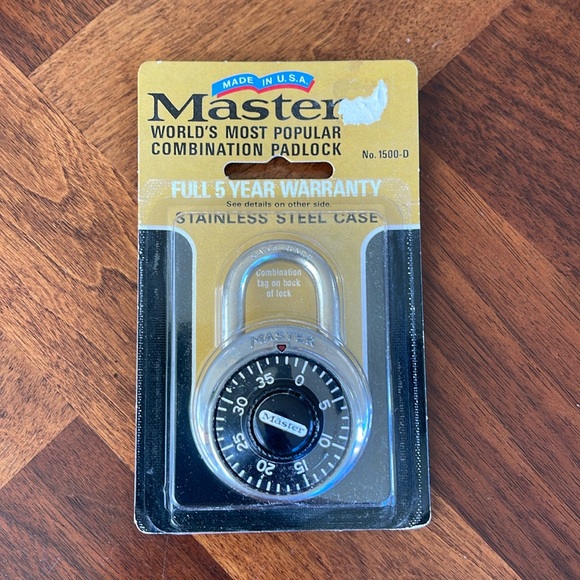 MADE IN U.S.A.
Master
WORLD'S MOST POPULAR
COMBINATION PADLOCK
No. 1500-D
FULL 5 YEAR WARRANTY
See details on other side.
STAINLESS STEEL CASE
Combination
tag on back
of lock
MASTER
0
5
10
15
20
25
30
35
Master